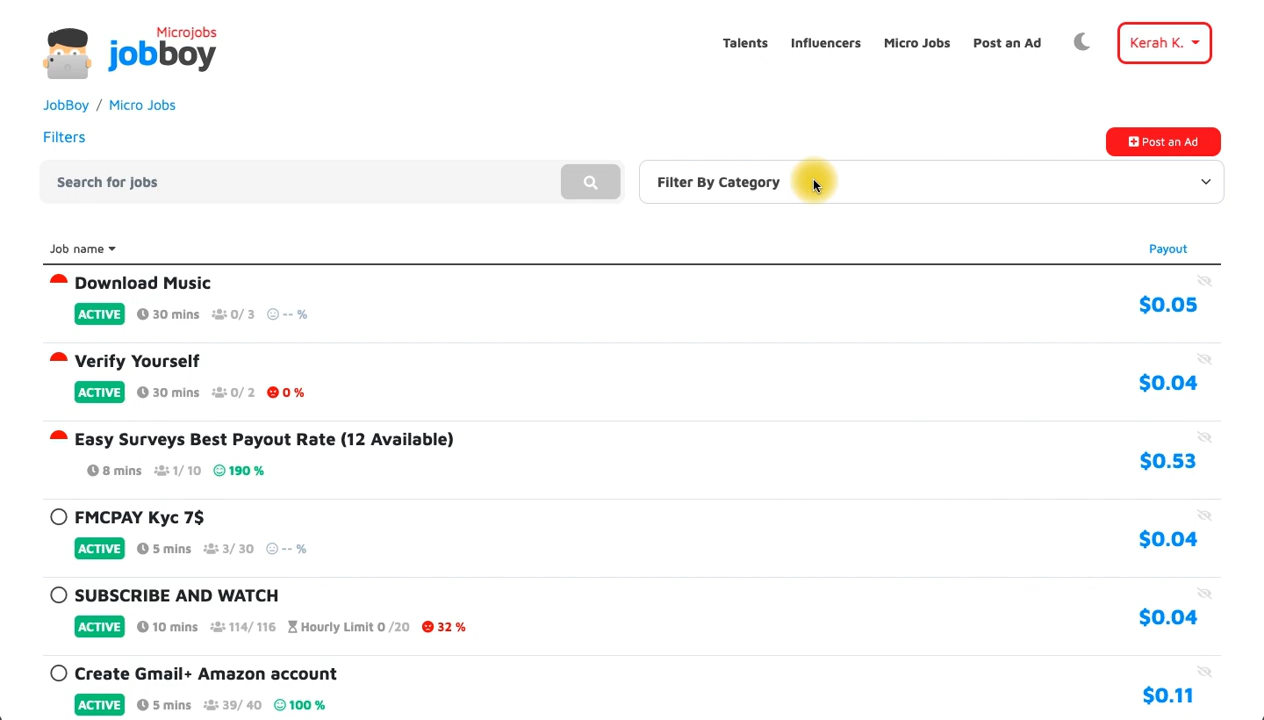 Microjobs
jobboy
Talents Influencers Micro Jobs Post an Ad Kerah K.
JobBoy / Micro Jobs
Filters
Post an Ad
Search for jobs
Filter By Category
Job name Payout
Download Music
$0.05
ACTIVE 30 mins 0/ 3 -- %
Verify Yourself
$0.04
ACTIVE 30 mins 0/ 2 0 %
Easy Surveys Best Payout Rate (12 Available)
$0.53
8 mins 1/ 10 190 %
FMCPAY Kyc 7$
$0.04
ACTIVE 5 mins 3/ 30 -- %
SUBSCRIBE AND WATCH
$0.04
ACTIVE 10 mins 114/ 116 Hourly Limit 0 /20 32 %
Create Gmail+ Amazon account
$0.11
ACTIVE 5 mins 39/ 40 100 %